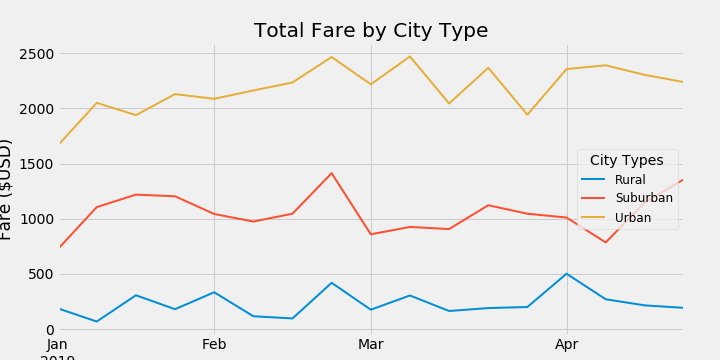 Total Fare by City Type
Fare ($USD)
2500
2000
1500
1000
500
0
City Types
Rural
Suburban
Urban
Jan
Feb
Mar
Apr
2019